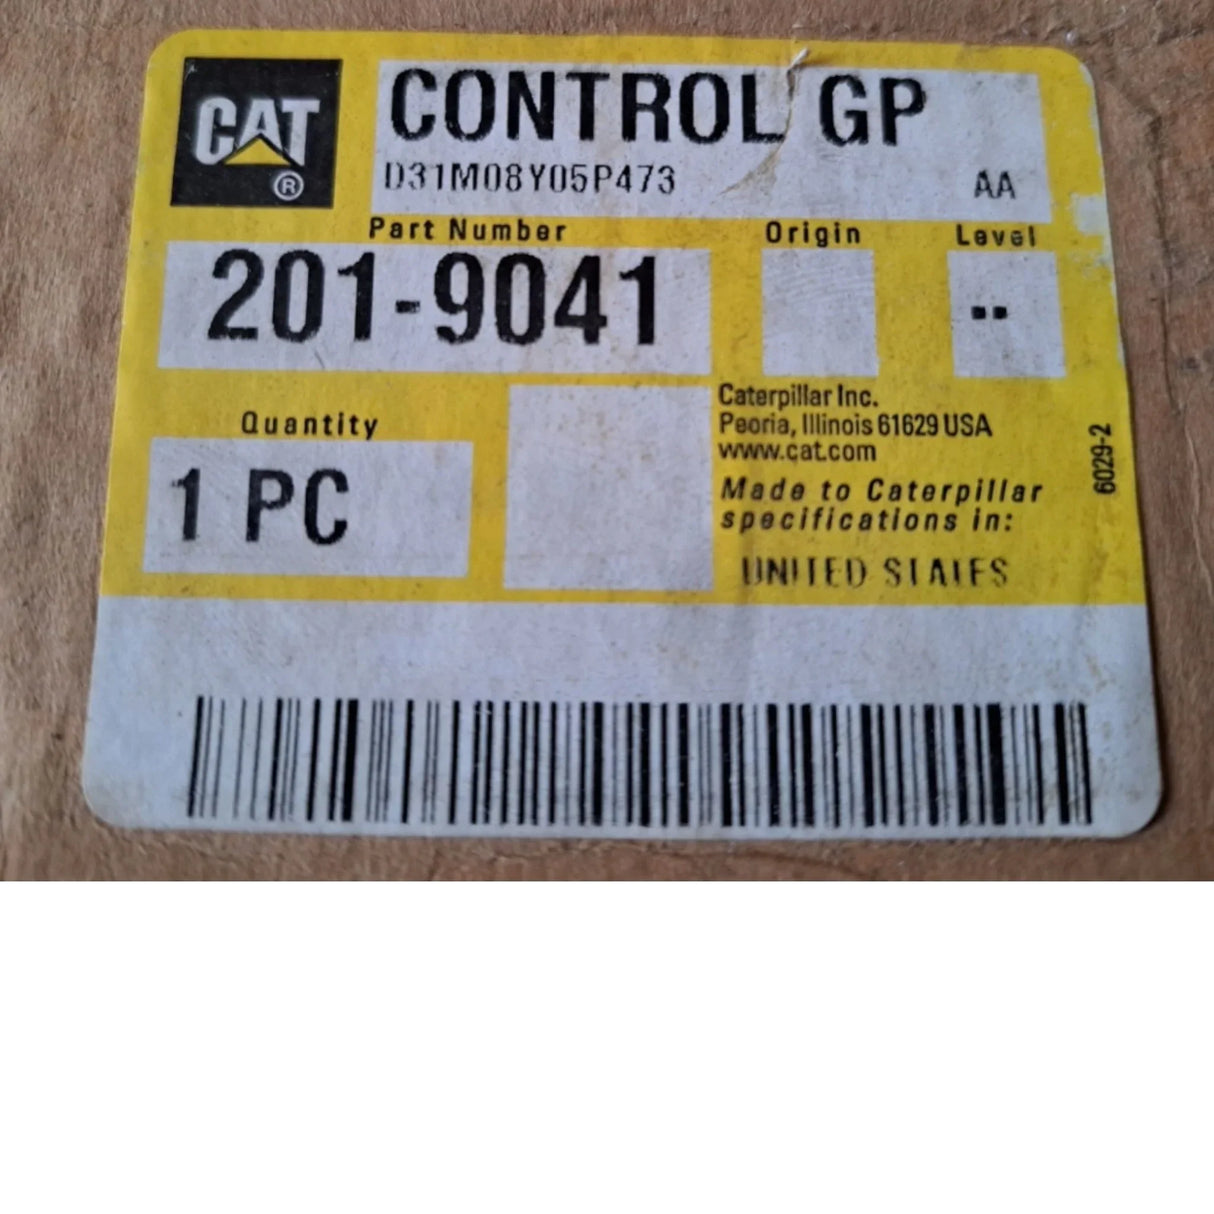 CAT
®
CONTROL GP
D31M08Y05P473 AA
Part Number Origin Level
201-9041 ..
Quantity
1 PC
Caterpillar Inc.
Peoria, Illinois 61629 USA
www.cat.com
Made to Caterpillar
specifications in:
UNITED STATES
6029-2